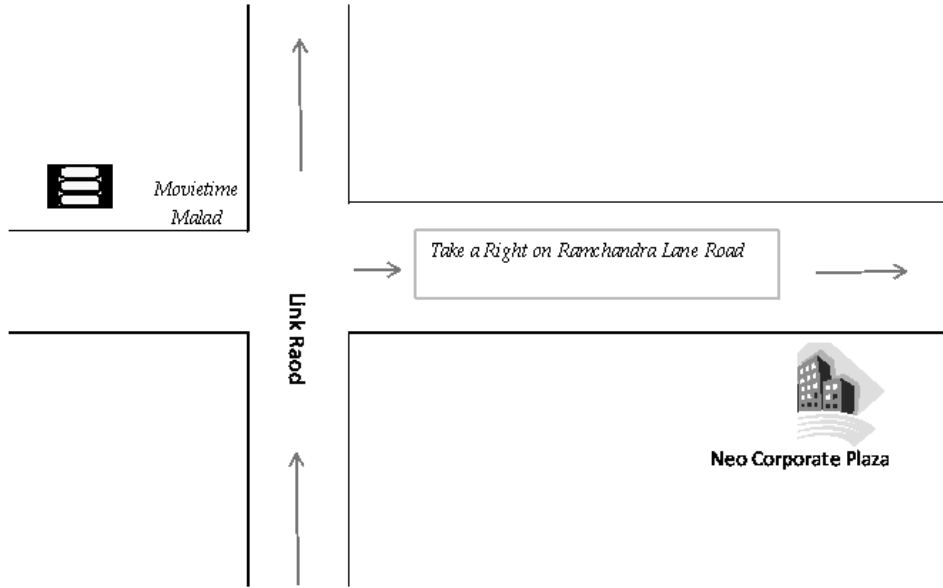 Movietime
Malad
Take a Right on Ramchandra Lane Road
Link Raod
Neo Corporate Plaza